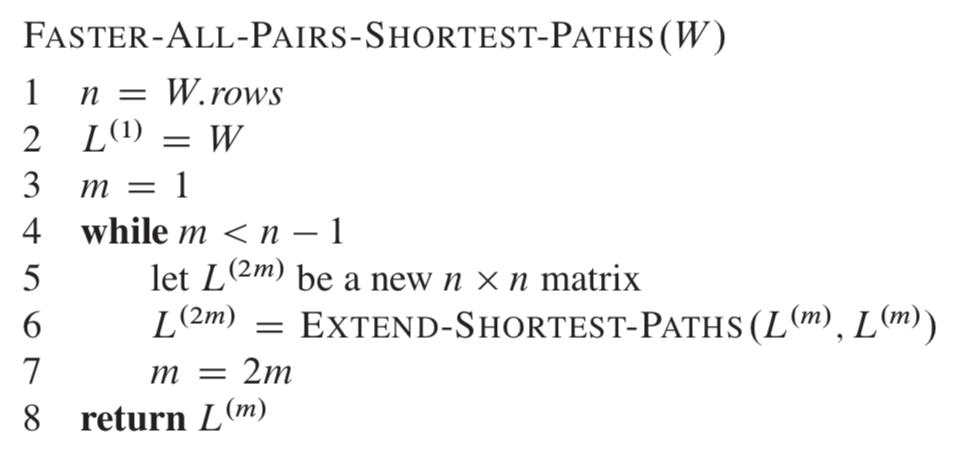 FASTER-ALL-PAIRS-SHORTEST-PATHS(W)
1 n = W.rows
2 L^(1) = W
3 m = 1
4 while m < n − 1
5 let L^(2m) be a new n × n matrix
6 L^(2m) = EXTEND-SHORTEST-PATHS(L^(m), L^(m))
7 m = 2m
8 return L^(m)